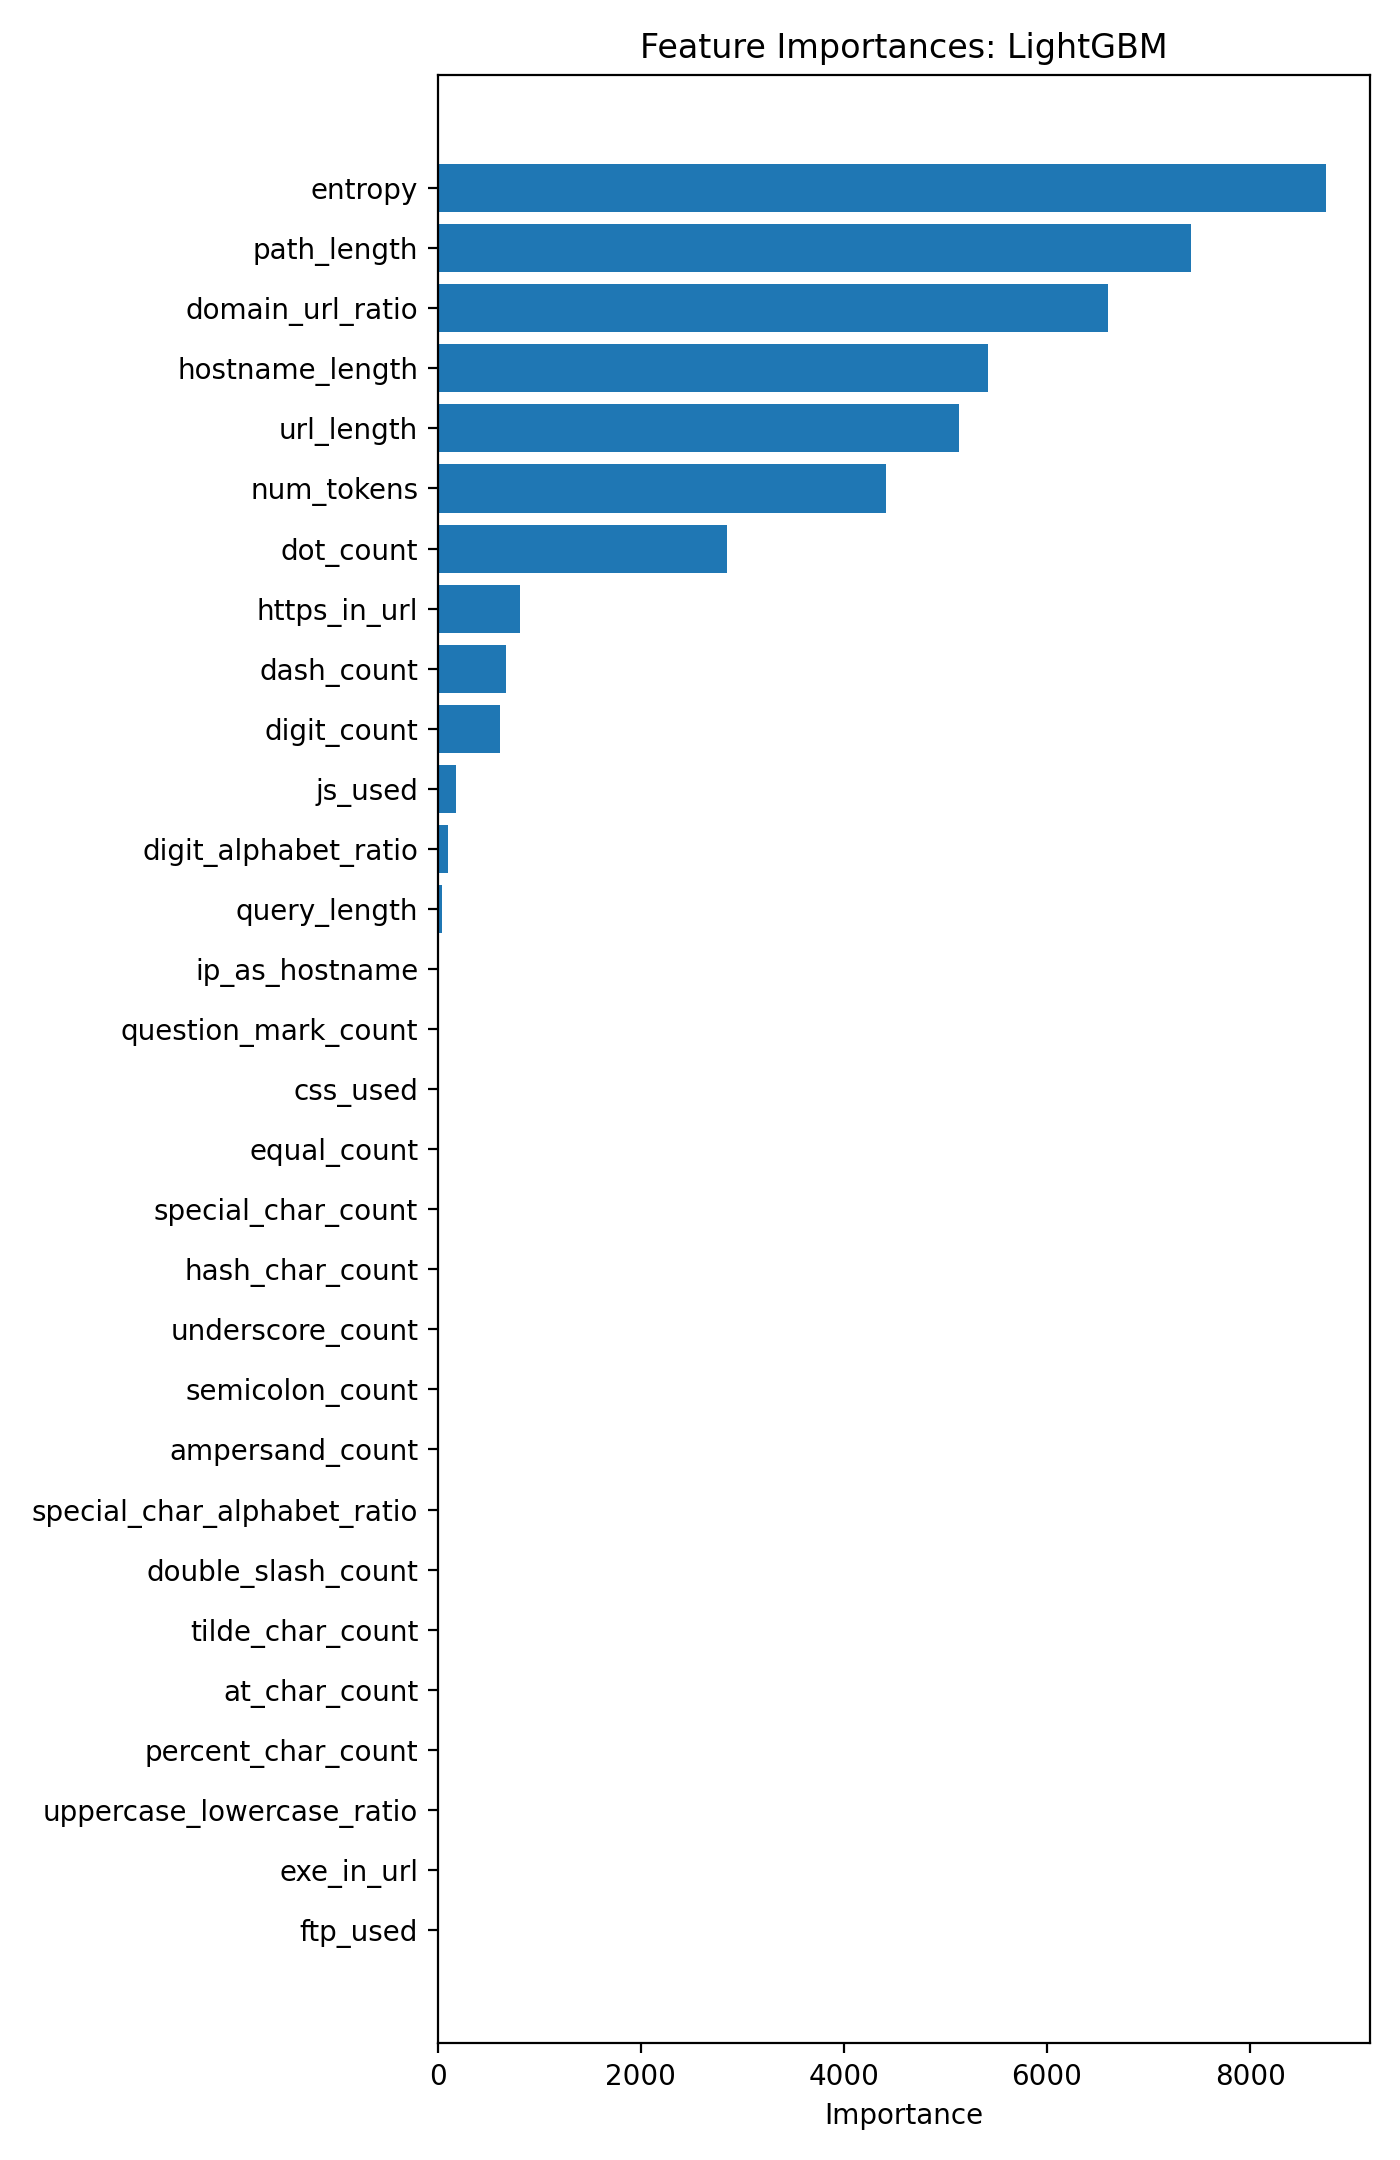 Feature Importances: LightGBM
entropy
path_length
domain_url_ratio
hostname_length
url_length
num_tokens
dot_count
https_in_url
dash_count
digit_count
js_used
digit_alphabet_ratio
query_length
ip_as_hostname
question_mark_count
css_used
equal_count
special_char_count
hash_char_count
underscore_count
semicolon_count
ampersand_count
special_char_alphabet_ratio
double_slash_count
tilde_char_count
at_char_count
percent_char_count
uppercase_lowercase_ratio
exe_in_url
ftp_used
0 2000 4000 6000 8000
Importance